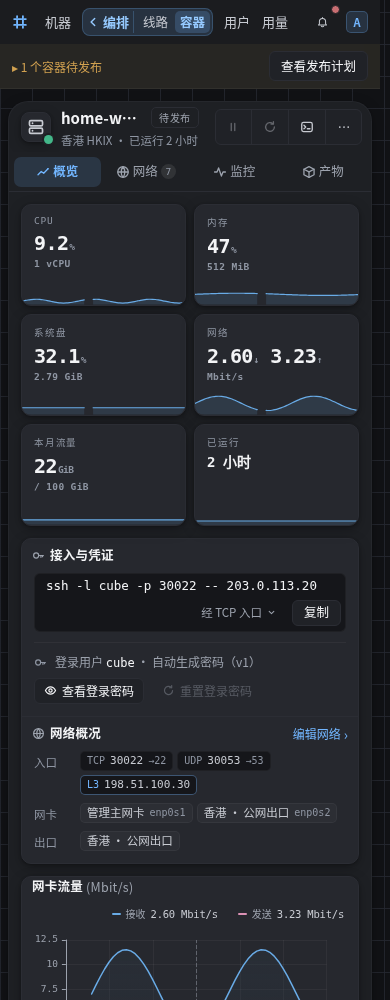 机器 编排 线路 容器 用户 用量 A
▸ 1 个容器待发布 查看发布计划
home-w··· 待发布
香港 HKIX • 已运行 2 小时
概览 网络 7 监控 产物
CPU 内存
9.2% 47%
1 vCPU 512 MiB
系统盘 网络
32.1% 2.60↓ 3.23↑
2.79 GiB Mbit/s
本月流量 已运行
22GiB 2 小时
/ 100 GiB
接入与凭证
ssh -l cube -p 30022 -- 203.0.113.20
经 TCP 入口 复制
登录用户 cube • 自动生成密码（v1）
查看登录密码 重置登录密码
网络概况 编辑网络 ›
入口 TCP 30022 →22 UDP 30053 →53
L3 198.51.100.30
网卡 管理主网卡 enp0s1 香港 • 公网出口 enp0s2
出口 香港 • 公网出口
网卡流量 (Mbit/s)
接收 2.60 Mbit/s 发送 3.23 Mbit/s
12.5
10
7.5